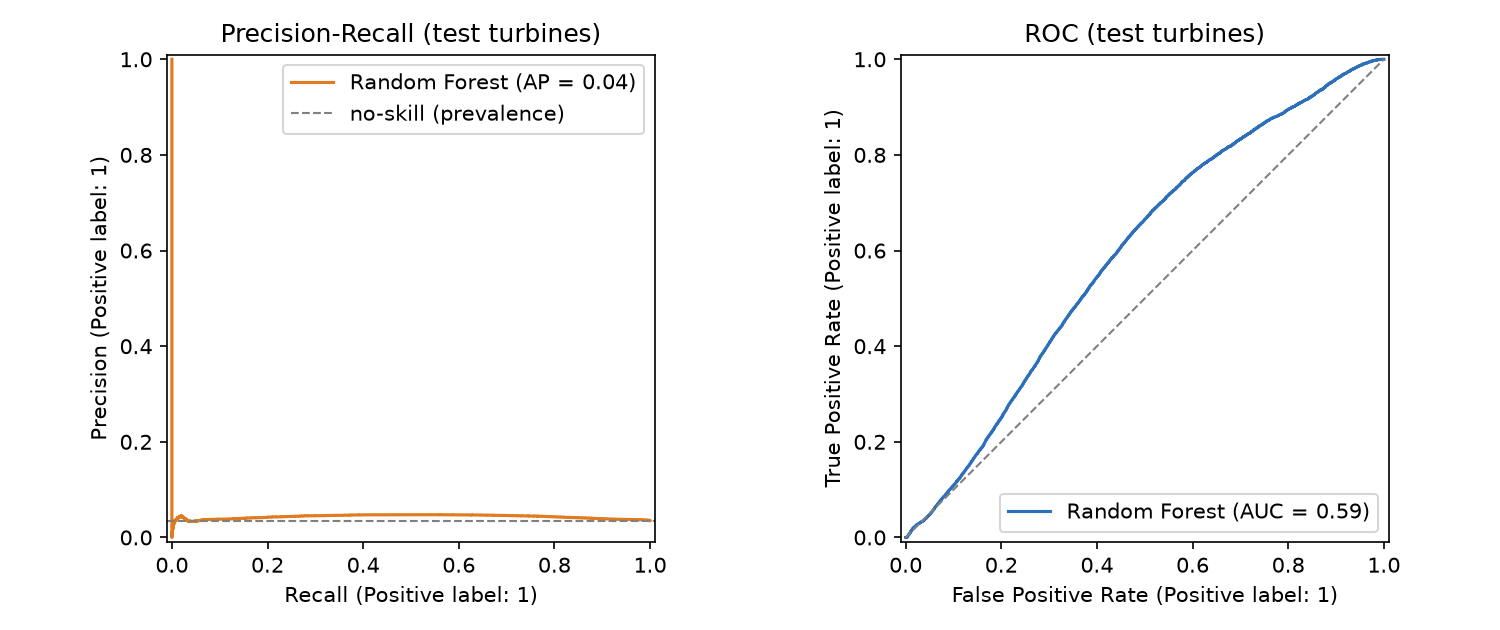 Precision-Recall (test turbines)
1.0
0.8
0.6
0.4
0.2
0.0
Precision (Positive label: 1)
Random Forest (AP = 0.04)
no-skill (prevalence)
0.0 0.2 0.4 0.6 0.8 1.0
Recall (Positive label: 1)
ROC (test turbines)
1.0
0.8
0.6
0.4
0.2
0.0
True Positive Rate (Positive label: 1)
Random Forest (AUC = 0.59)
0.0 0.2 0.4 0.6 0.8 1.0
False Positive Rate (Positive label: 1)